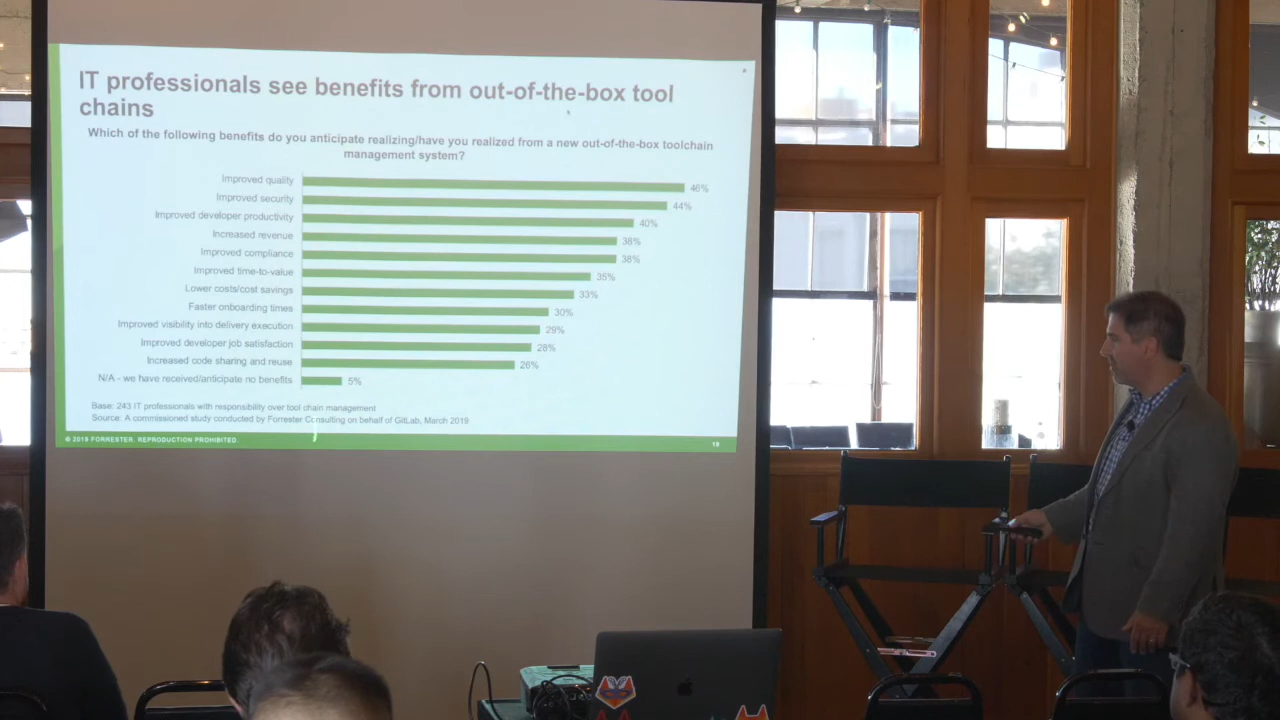 IT professionals see benefits from out-of-the-box tool
chains
Which of the following benefits do you anticipate realizing/have you realized from a new out-of-the-box toolchain
management system?
Improved quality 46%
Improved security 44%
Improved developer productivity 40%
Increased revenue 38%
Improved compliance 38%
Improved time-to-value 35%
Lower costs/cost savings 33%
Faster onboarding times 30%
Improved visibility into delivery execution 29%
Improved developer job satisfaction 28%
Increased code sharing and reuse 26%
N/A - we have received/anticipate no benefits 5%
Base: 243 IT professionals with responsibility over tool chain management
Source: A commissioned study conducted by Forrester Consulting on behalf of GitLab, March 2019
© 2019 FORRESTER. REPRODUCTION PROHIBITED. 19